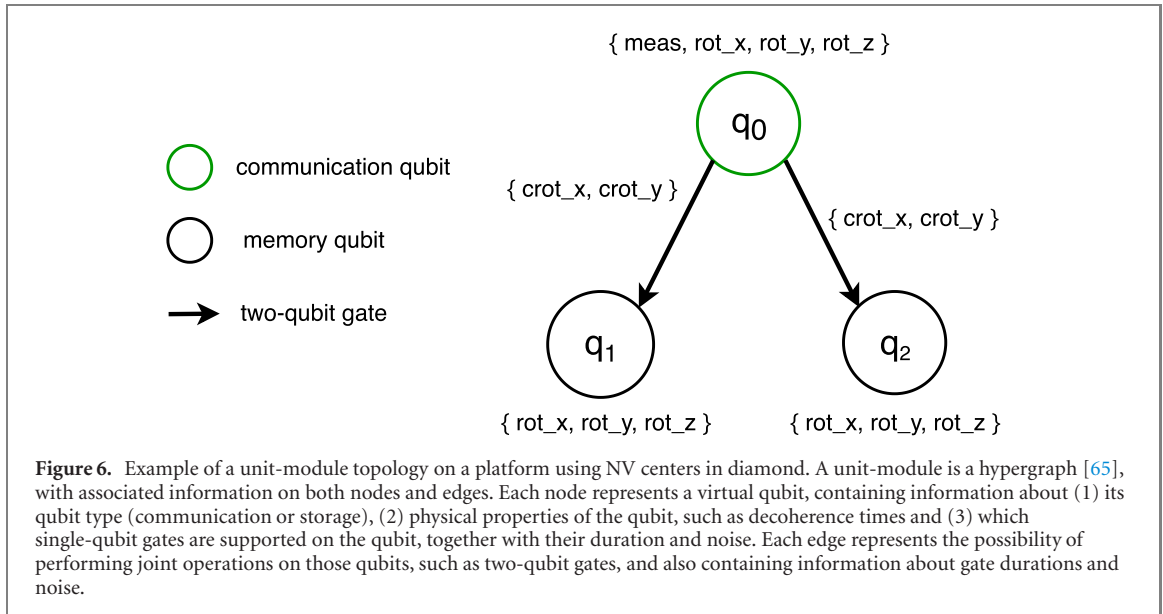 { meas, rot_x, rot_y, rot_z }
q0
communication qubit
{ crot_x, crot_y }
{ crot_x, crot_y }
memory qubit
two-qubit gate
q1
q2
{ rot_x, rot_y, rot_z }
{ rot_x, rot_y, rot_z }
Figure 6. Example of a unit-module topology on a platform using NV centers in diamond. A unit-module is a hypergraph [65],
with associated information on both nodes and edges. Each node represents a virtual qubit, containing information about (1) its
qubit type (communication or storage), (2) physical properties of the qubit, such as decoherence times and (3) which
single-qubit gates are supported on the qubit, together with their duration and noise. Each edge represents the possibility of
performing joint operations on those qubits, such as two-qubit gates, and also containing information about gate durations and
noise.